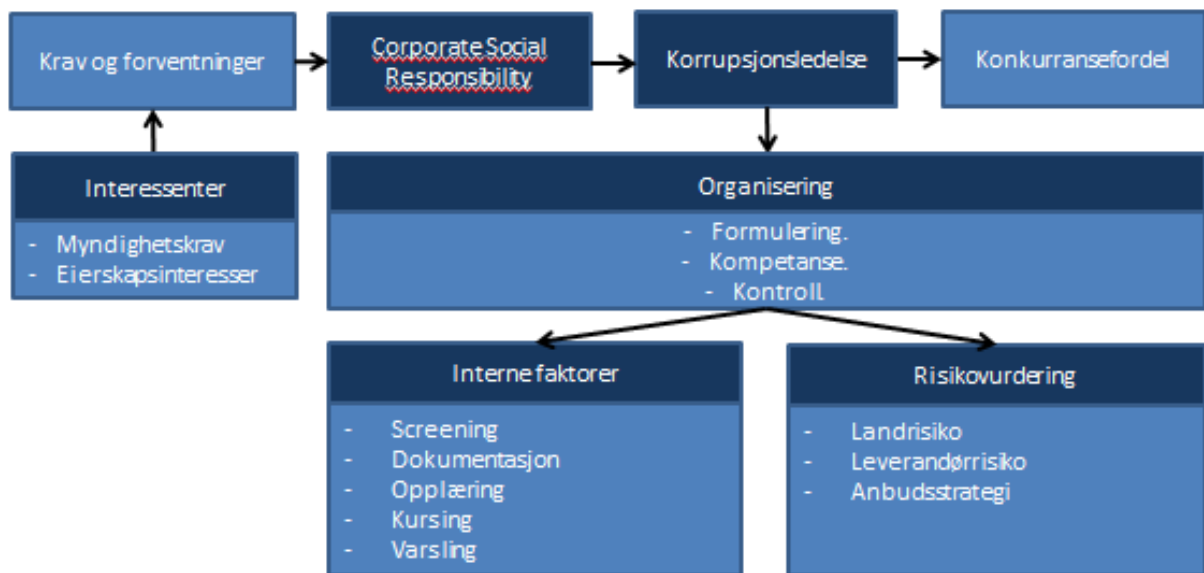 Krav og forventninger
Corporate Social
Responsibility
Korrupsjonsledelse
Konkurransefordel
Interessenter
- Myndighetskrav
- Eierskapsinteresser
Organisering
- Formulering.
- Kompetanse.
- Kontroll.
Interne faktorer
- Screening
- Dokumentasjon
- Opplæring
- Kursing
- Varsling
Risikovurdering
- Landrisiko
- Leverandørrisiko
- Anbudsstrategi